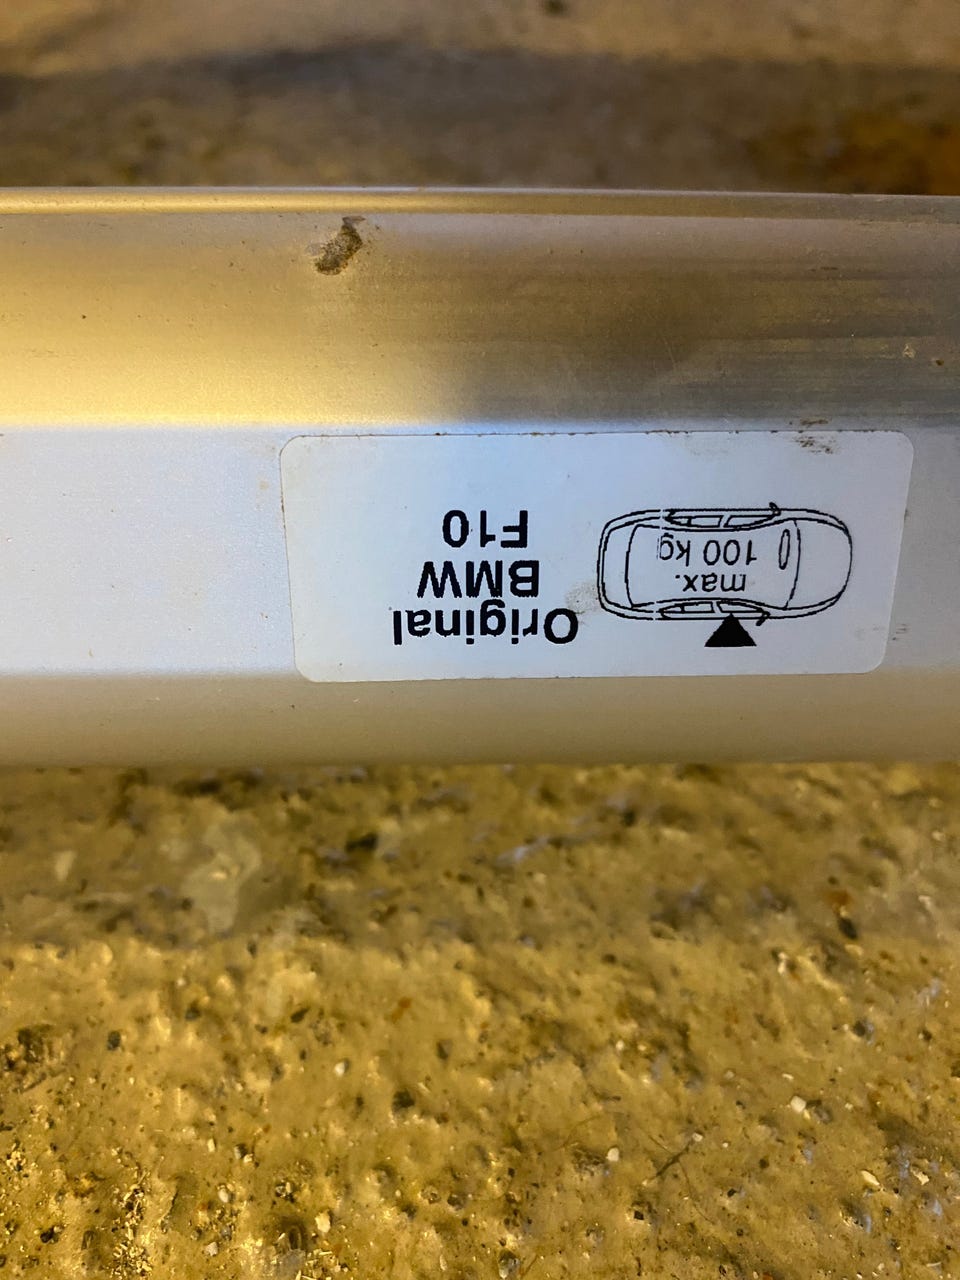 Original
BMW
F10
max.
100 kg